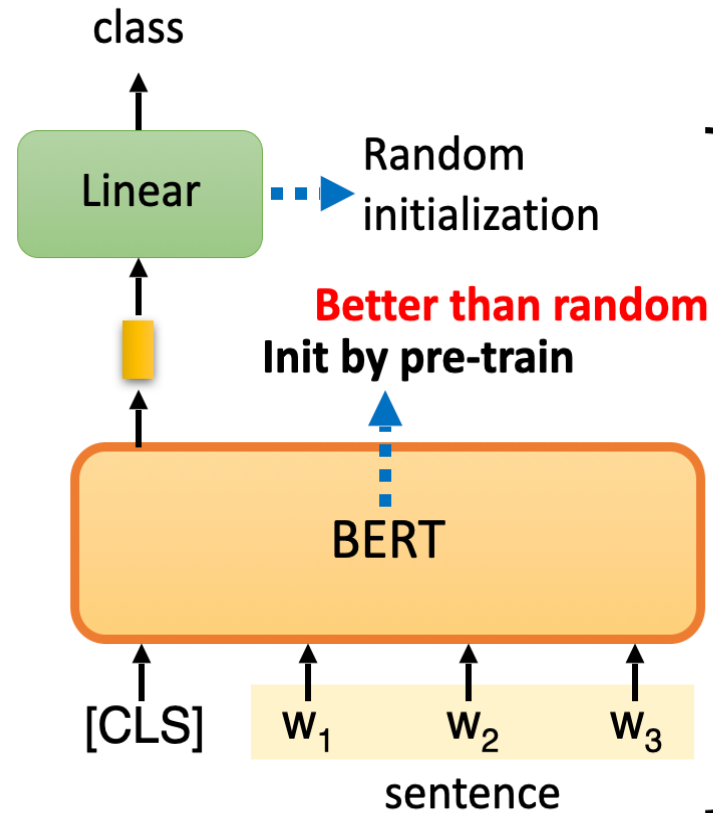 class
Linear
Random
initialization
Better than random
Init by pre-train
BERT
[CLS] w₁ w₂ w₃
sentence